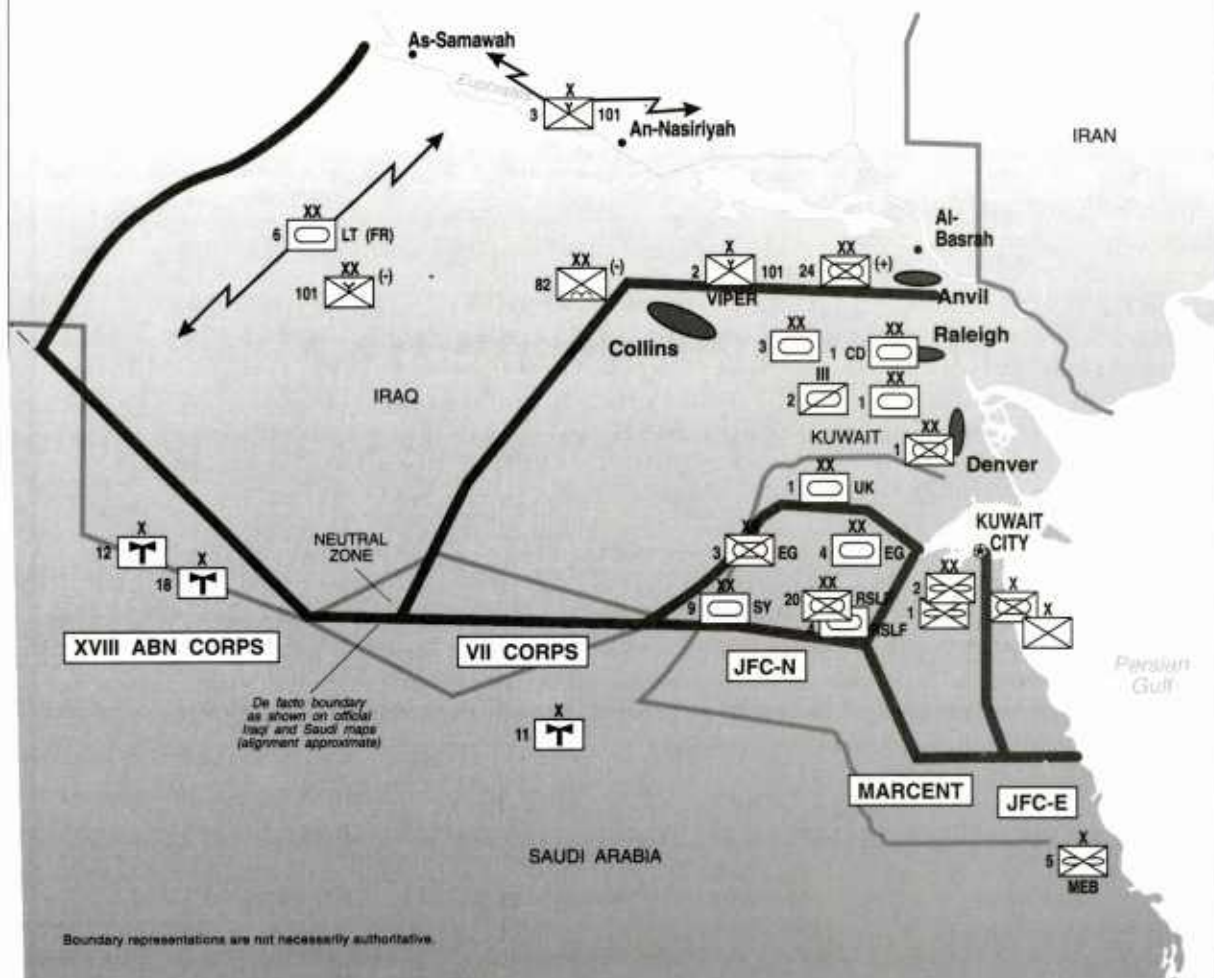 As-Samawah
Euphrates
X
3 101
An-Nasiriyah
IRAN
XX
6 LT (FR)
XX
101 (-)
XX
82 (-)
X
2 101
VIPER
XX
24 (+)
Al-
Basrah
Anvil
Collins
XX
3
XX
1 CD
Raleigh
IRAQ
III
2
XX
1
KUWAIT
XX
1
Denver
XX
1 UK
KUWAIT
CITY
NEUTRAL
ZONE
X
12
X
18
XX
3 EG
XX
4 EG
XX
9 SY
XX
20 RSLF
RSLF
XX
2
1
X
X
XVIII ABN CORPS
VII CORPS
JFC-N
Persian
Gulf
De facto boundary
as shown on official
Iraqi and Saudi maps
(alignment approximate)
X
11
MARCENT
JFC-E
SAUDI ARABIA
X
5
MEB
Boundary representations are not necessarily authoritative.